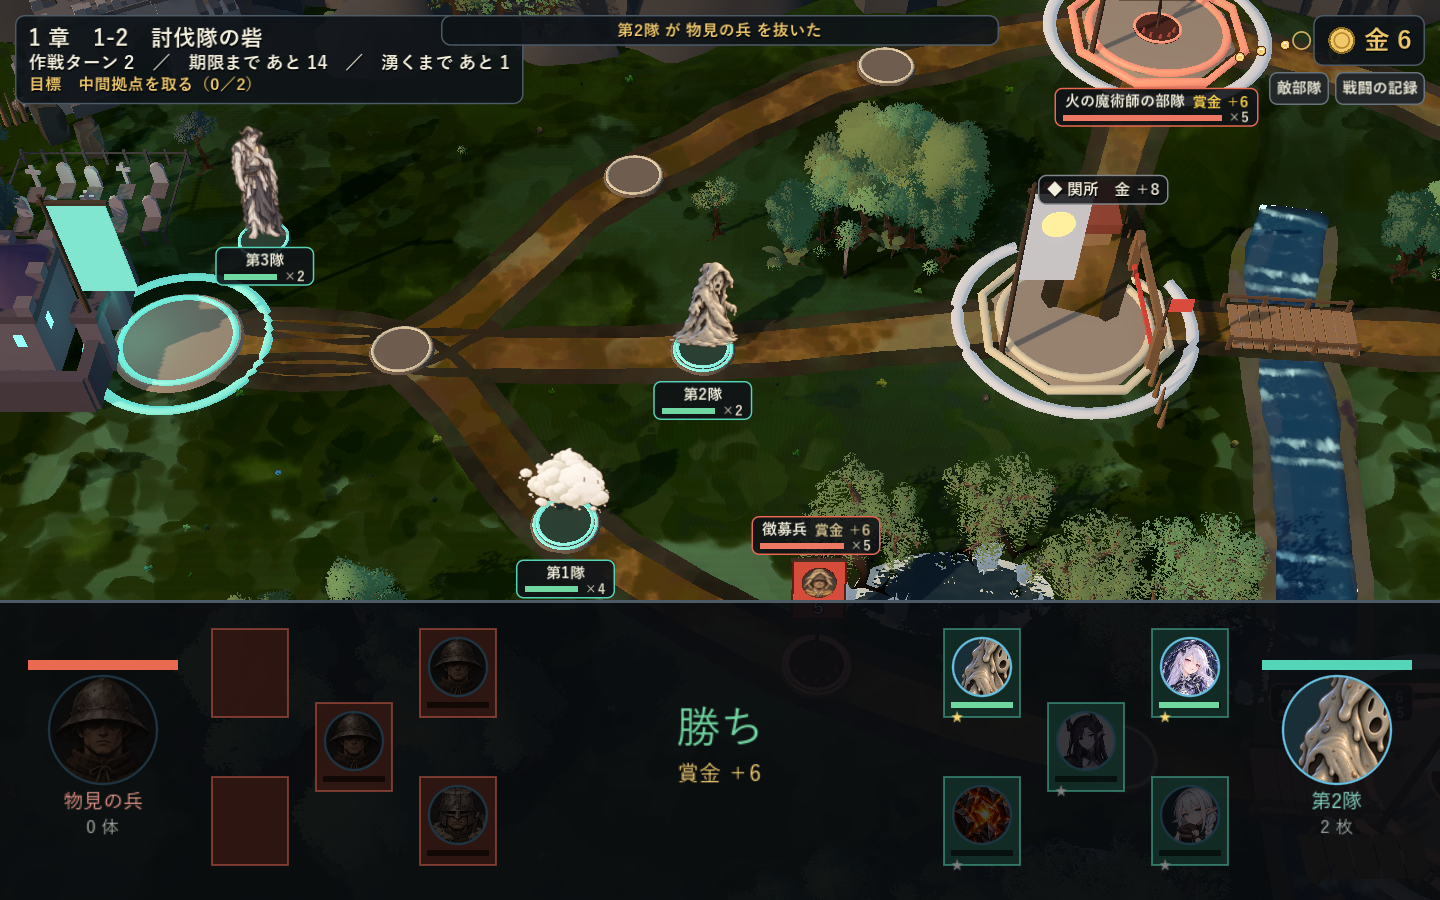 1 章　1-2　討伐隊の砦
作戦ターン 2　／　期限まで あと 14　／　湧くまで あと 1
目標　中間拠点を取る（0／2）
第2隊 が 物見の兵 を抜いた
金 6
敵部隊
戦闘の記録
火の魔術師の部隊 賞金 +6
×5
◆ 関所　金 +8
第3隊
×2
第2隊
×2
徴募兵 賞金 +6
×5
5
第1隊
×4
物見の兵
0 体
勝ち
賞金 +6
第2隊
2 枚